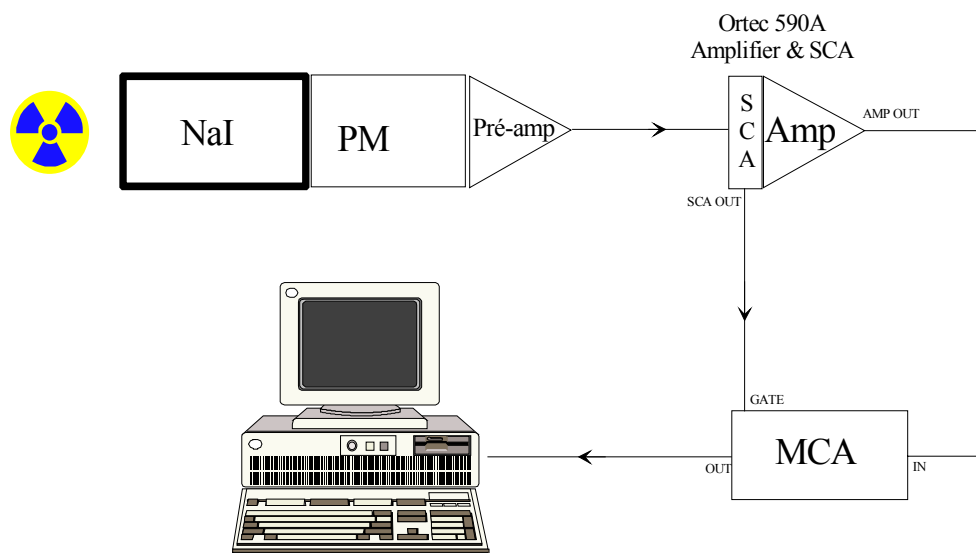 Ortec 590A
Amplifier & SCA
NaI
PM
Pré-amp
S
C
A
Amp
AMP OUT
SCA OUT
GATE
MCA
OUT
IN